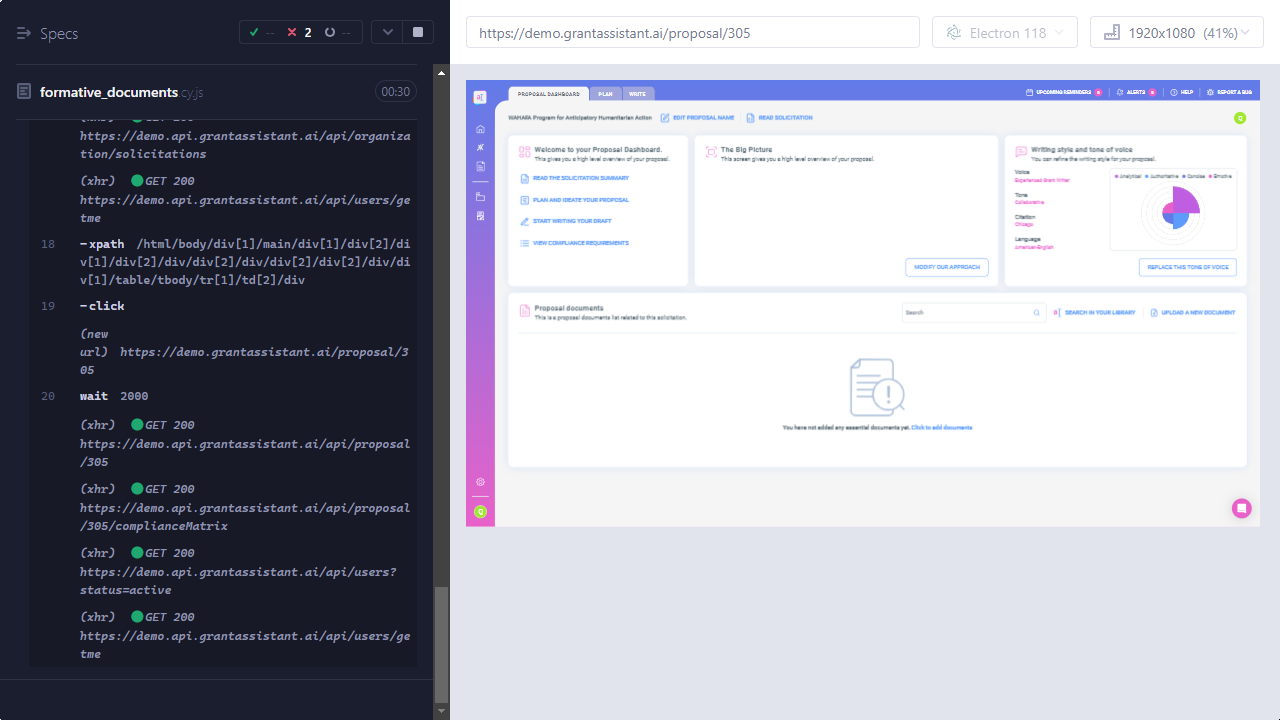 Specs
-- 2 --
https://demo.grantassistant.ai/proposal/305
Electron 118
1920x1080 (41%)
formative_documents.cy.js
00:30
(xhr) GET 200
https://demo.api.grantassistant.ai/api/organiza
tion/solicitations
(xhr) GET 200
https://demo.api.grantassistant.ai/api/users/ge
tme
18 -xpath /html/body/div[1]/main/div[1]/div[2]/di
v[1]/div[2]/div/div[2]/div/div[2]/div[2]/div/di
v[1]/table/tbody/tr[1]/td[2]/div
19 -click
(new
url) https://demo.grantassistant.ai/proposal/3
05
20 wait 2000
(xhr) GET 200
https://demo.api.grantassistant.ai/api/proposal
/305
(xhr) GET 200
https://demo.api.grantassistant.ai/api/proposal
/305/complianceMatrix
(xhr) GET 200
https://demo.api.grantassistant.ai/api/users?
status=active
(xhr) GET 200
https://demo.api.grantassistant.ai/api/users/ge
tme
PROPOSAL DASHBOARD PLAN WRITE
UPCOMING REMINDERS ALERTS HELP REPORT A BUG
WAHAFA Program for Anticipatory Humanitarian Action EDIT PROPOSAL NAME READ SOLICITATION
Q
Welcome to your Proposal Dashboard.
This gives you a high level overview of your proposal.
READ THE SOLICITATION SUMMARY
PLAN AND IDEATE YOUR PROPOSAL
START WRITING YOUR DRAFT
VIEW COMPLIANCE REQUIREMENTS
The Big Picture
This screen gives you a high level overview of your proposal.
MODIFY OUR APPROACH
Writing style and tone of voice
You can refine the writing style for your proposal.
Voice
Experienced Grant Writer
Tone
Collaborative
Citation
Chicago
Language
American-English
Analytical Authoritative Concise Emotive
REPLACE THIS TONE OF VOICE
Proposal documents
This is a proposal documents list related to this solicitation.
Search
SEARCH IN YOUR LIBRARY
UPLOAD A NEW DOCUMENT
You have not added any essential documents yet. Click to add documents
Q